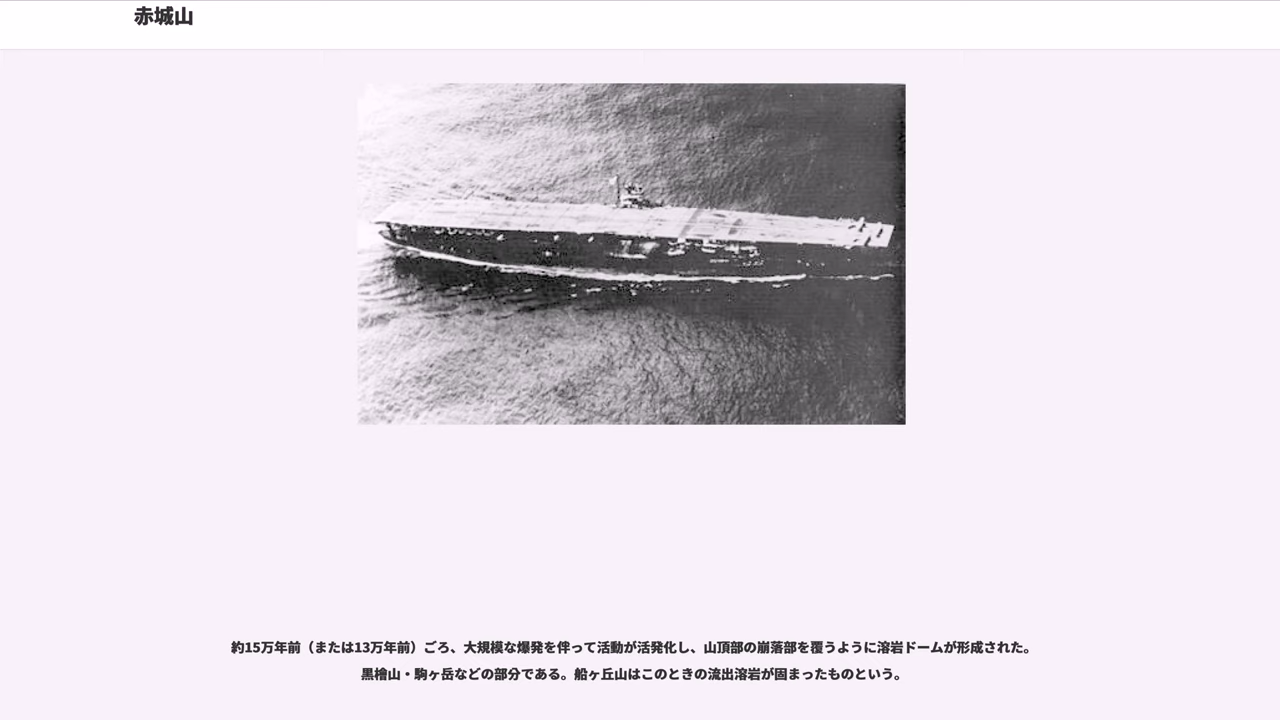 赤城山
約15万年前（または13万年前）ごろ、大規模な爆発を伴って活動が活発化し、山頂部の崩落部を覆うように溶岩ドームが形成された。
黒檜山・駒ヶ岳などの部分である。船ヶ丘山はこのときの流出溶岩が固まったものという。